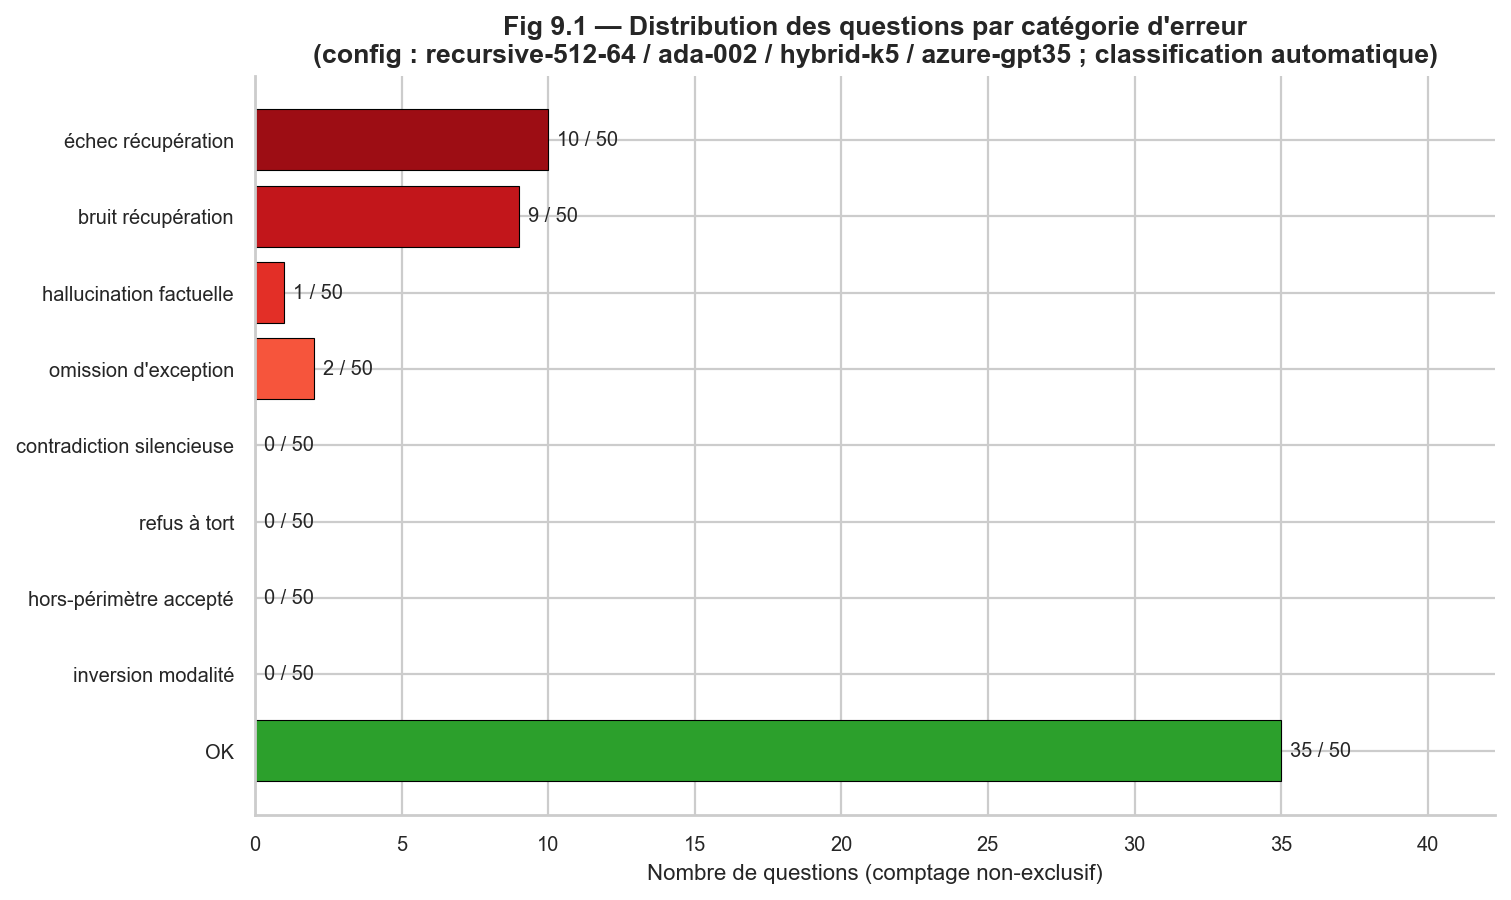 Fig 9.1 — Distribution des questions par catégorie d'erreur
(config : recursive-512-64 / ada-002 / hybrid-k5 / azure-gpt35 ; classification automatique)
échec récupération 10 / 50
bruit récupération 9 / 50
hallucination factuelle 1 / 50
omission d'exception 2 / 50
contradiction silencieuse 0 / 50
refus à tort 0 / 50
hors-périmètre accepté 0 / 50
inversion modalité 0 / 50
OK 35 / 50
0 5 10 15 20 25 30 35 40
Nombre de questions (comptage non-exclusif)